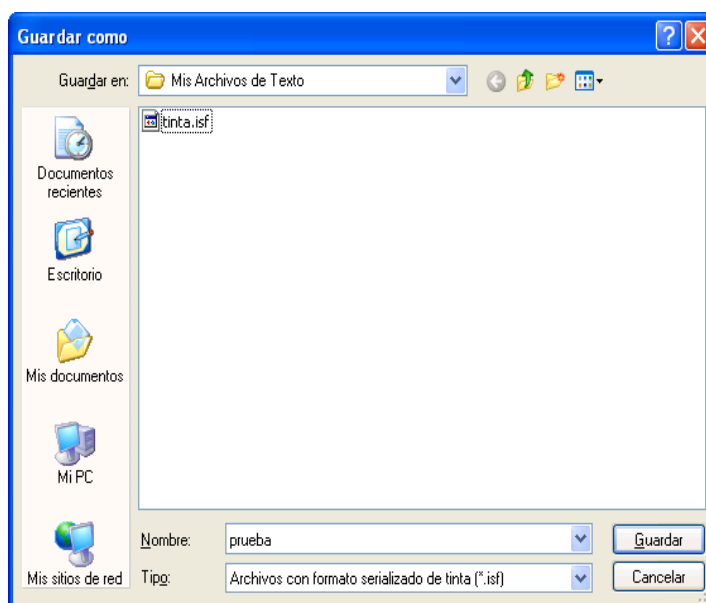 Guardar como
Guardar en: Mis Archivos de Texto
tinta.isf
Documentos
recientes
Escritorio
Mis documentos
Mi PC
Mis sitios de red
Nombre: prueba Guardar
Tipo: Archivos con formato serializado de tinta (*.isf) Cancelar